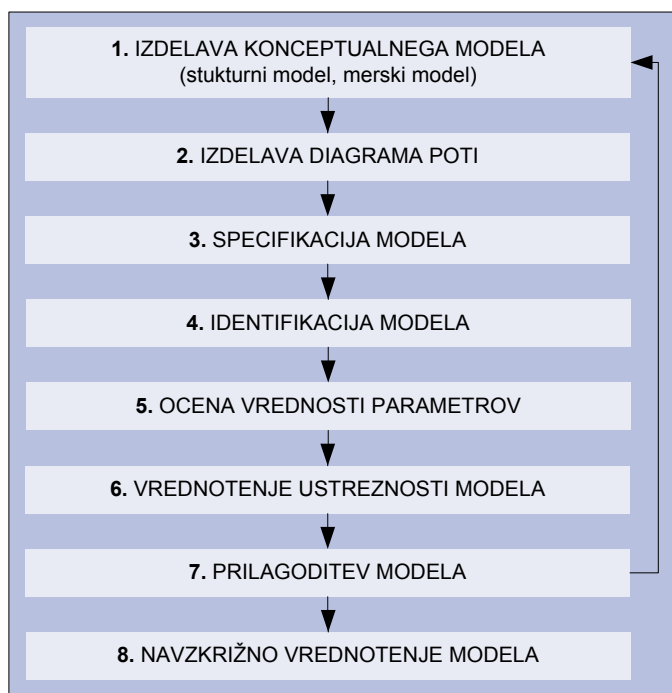 1. IZDELAVA KONCEPTUALNEGA MODELA
(stukturni model, merski model)
2. IZDELAVA DIAGRAMA POTI
3. SPECIFIKACIJA MODELA
4. IDENTIFIKACIJA MODELA
5. OCENA VREDNOSTI PARAMETROV
6. VREDNOTENJE USTREZNOSTI MODELA
7. PRILAGODITEV MODELA
8. NAVZKRIŽNO VREDNOTENJE MODELA